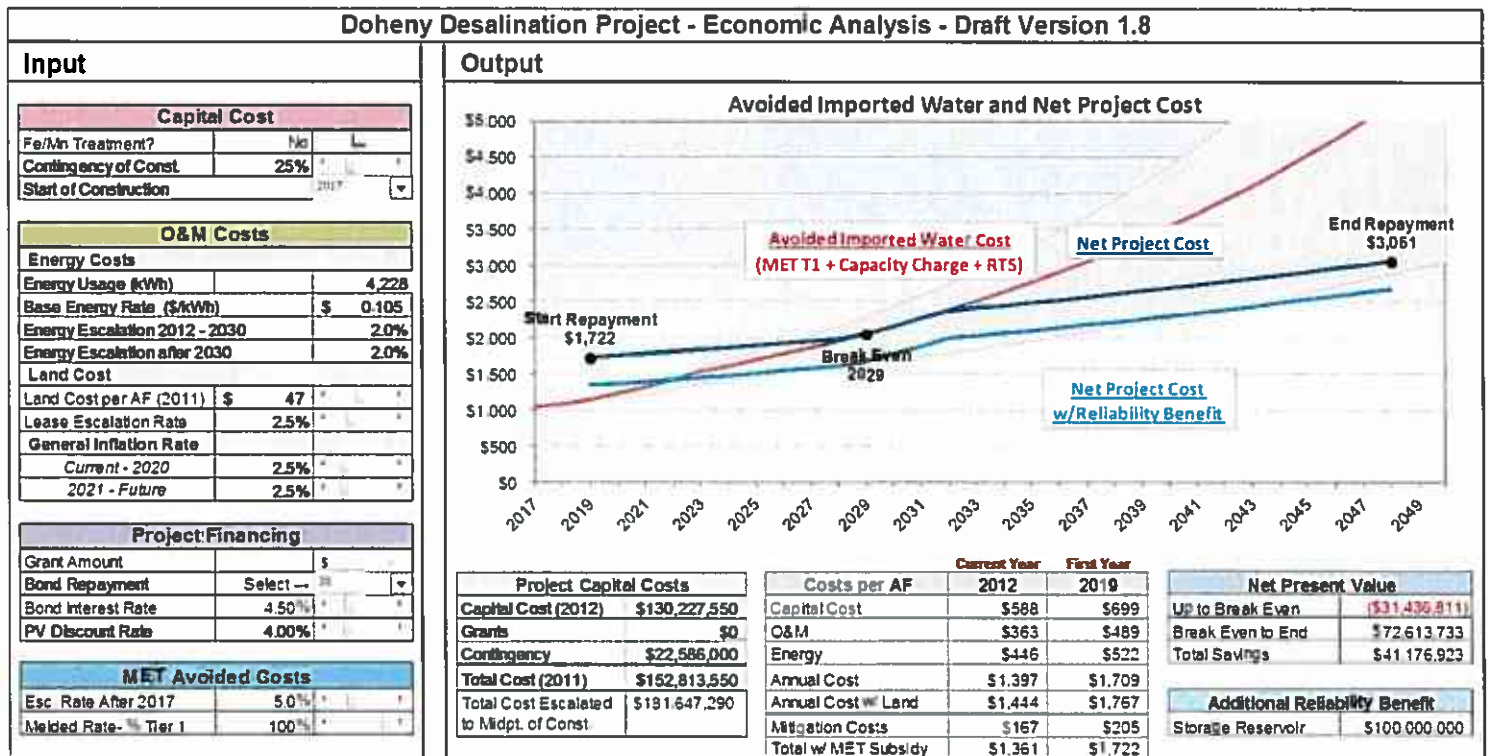 Doheny Desalination Project - Economic Analysis - Draft Version 1.8
Input
Capital Cost
Fe/Mn Treatment? No
Contingency of Const. 25%
Start of Construction 2017
O&M Costs
Energy Costs
Energy Usage (kWh) 4,228
Base Energy Rate ($/kWh) $ 0.105
Energy Escalation 2012 - 2030 2.0%
Energy Escalation after 2030 2.0%
Land Cost
Land Cost per AF (2011) $ 47
Lease Escalation Rate 2.5%
General Inflation Rate
Current - 2020 2.5%
2021 - Future 2.5%
Project Financing
Grant Amount $ -
Bond Repayment Select --
Bond Interest Rate 4.50%
PV Discount Rate 4.00%
MET Avoided Costs
Esc. Rate After 2017 5.0%
Melded Rate- % Tier 1 100%
Output
Avoided Imported Water and Net Project Cost
$5,000
$4,500
$4,000
$3,500
$3,000
$2,500
$2,000
$1,500
$1,000
$500
$0
Avoided Imported Water Cost
(MET T1 + Capacity Charge + RTS)
Net Project Cost
End Repayment
$3,061
Start Repayment
$1,722
Break Even
2029
Net Project Cost
w/Reliability Benefit
2017 2019 2021 2023 2025 2027 2029 2031 2033 2035 2037 2039 2041 2043 2045 2047 2049
Project Capital Costs
Capital Cost (2012) $130,227,550
Grants $0
Contingency $22,586,000
Total Cost (2011) $152,813,550
Total Cost Escalated $181,647,290
to Midpt. of Const.
Current Year First Year
Costs per AF 2012 2019
Capital Cost $588 $699
O&M $363 $489
Energy $446 $522
Annual Cost $1,397 $1,709
Annual Cost w/ Land $1,444 $1,767
Mitigation Costs $167 $205
Total w/ MET Subsidy $1,361 $1,722
Net Present Value
Up to Break Even ($31,436,811)
Break Even to End $72,613,733
Total Savings $41,176,923
Additional Reliability Benefit
Storage Reservoir $100,000,000